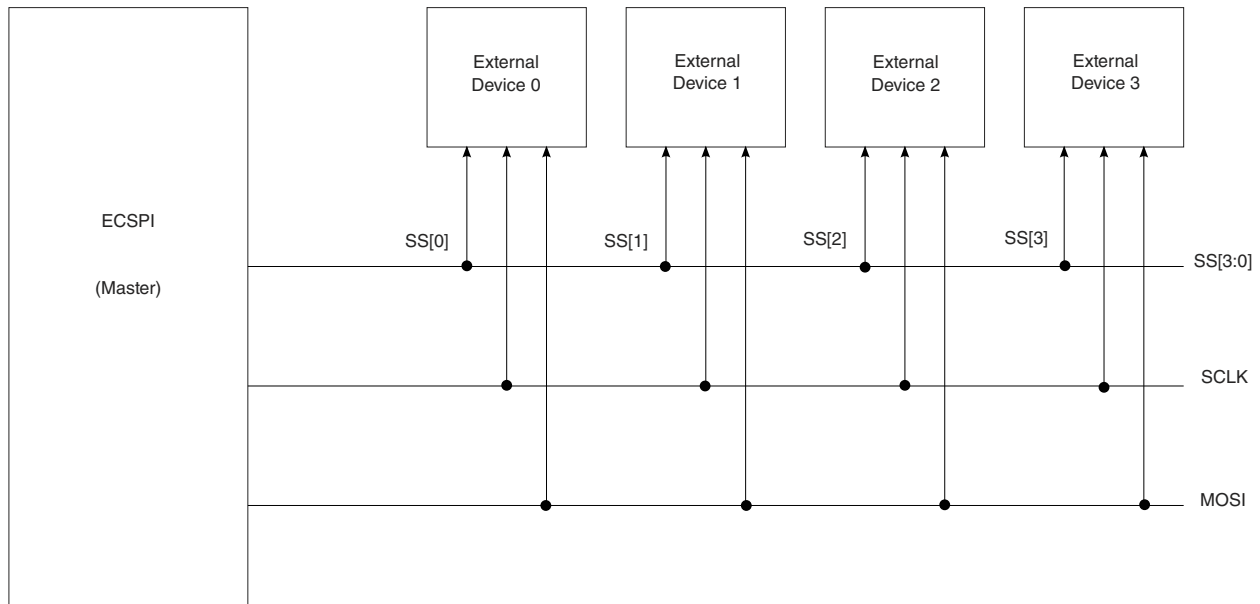 External
Device 0
External
Device 1
External
Device 2
External
Device 3
ECSPI
(Master)
SS[0]
SS[1]
SS[2]
SS[3]
SS[3:0]
SCLK
MOSI